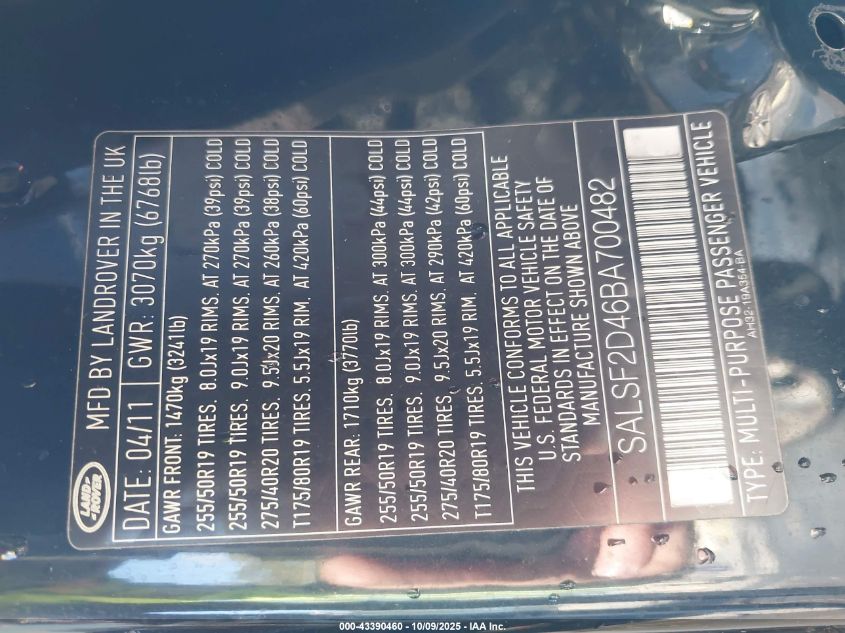 LAND-
ROVER
MFD BY LANDROVER IN THE UK
DATE: 04/11 GWR: 3070kg (6768lb)
GAWR FRONT: 1470kg (3241lb)
255/50R19 TIRES. 8.0Jx19 RIMS. AT 270kPa (39psi) COLD
255/50R19 TIRES. 9.0Jx19 RIMS. AT 270kPa (39psi) COLD
275/40R20 TIRES. 9.5Jx20 RIMS. AT 260kPa (38psi) COLD
T175/80R19 TIRES. 5.5Jx19 RIM. AT 420kPa (60psi) COLD
GAWR REAR: 1710kg (3770lb)
255/50R19 TIRES. 8.0Jx19 RIMS. AT 300kPa (44psi) COLD
255/50R19 TIRES. 9.0Jx19 RIMS. AT 300kPa (44psi) COLD
275/40R20 TIRES. 9.5Jx20 RIMS. AT 290kPa (42psi) COLD
T175/80R19 TIRES. 5.5Jx19 RIM. AT 420kPa (60psi) COLD
THIS VEHICLE CONFORMS TO ALL APPLICABLE
U.S. FEDERAL MOTOR VEHICLE SAFETY
STANDARDS IN EFFECT ON THE DATE OF
MANUFACTURE SHOWN ABOVE
SALSF2D46BA700482
TYPE: MULTI-PURPOSE PASSENGER VEHICLE
AH32-19A354-BA
000-43390460 - 10/09/2025 - IAA Inc.